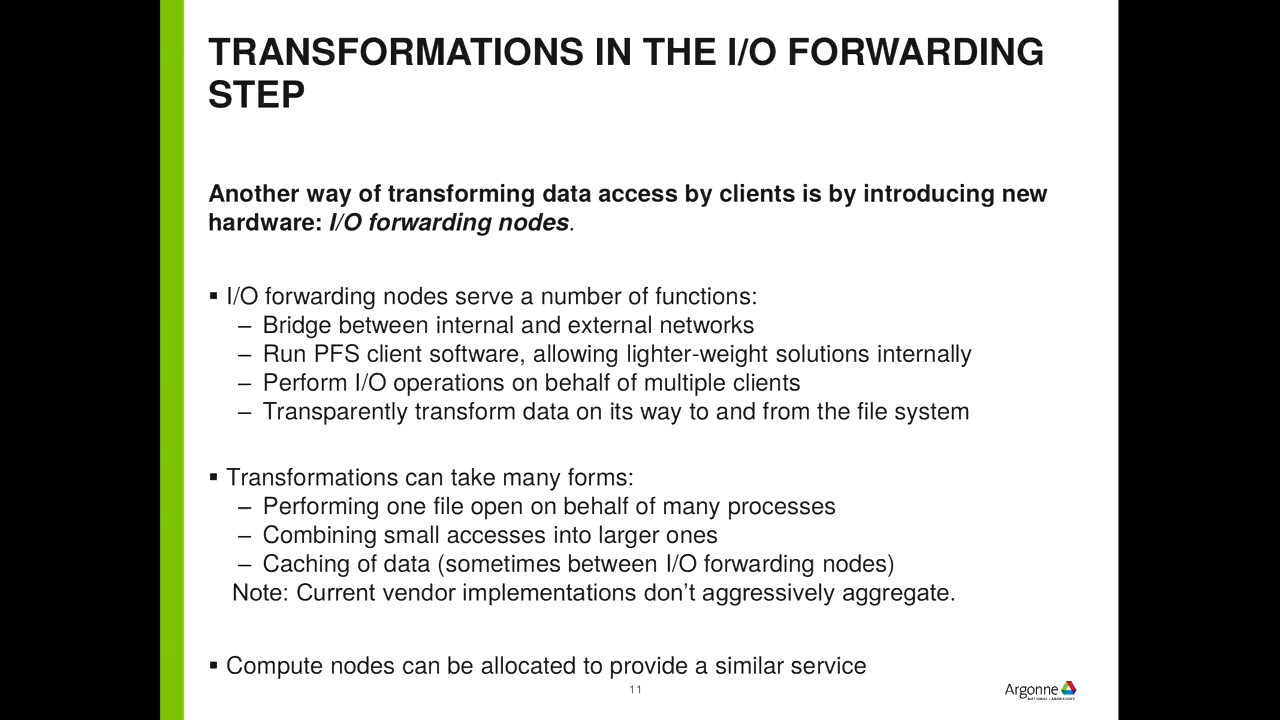 TRANSFORMATIONS IN THE I/O FORWARDING
STEP
Another way of transforming data access by clients is by introducing new
hardware: I/O forwarding nodes.
▪ I/O forwarding nodes serve a number of functions:
– Bridge between internal and external networks
– Run PFS client software, allowing lighter-weight solutions internally
– Perform I/O operations on behalf of multiple clients
– Transparently transform data on its way to and from the file system
▪ Transformations can take many forms:
– Performing one file open on behalf of many processes
– Combining small accesses into larger ones
– Caching of data (sometimes between I/O forwarding nodes)
Note: Current vendor implementations don’t aggressively aggregate.
▪ Compute nodes can be allocated to provide a similar service
11
Argonne
NATIONAL LABORATORY